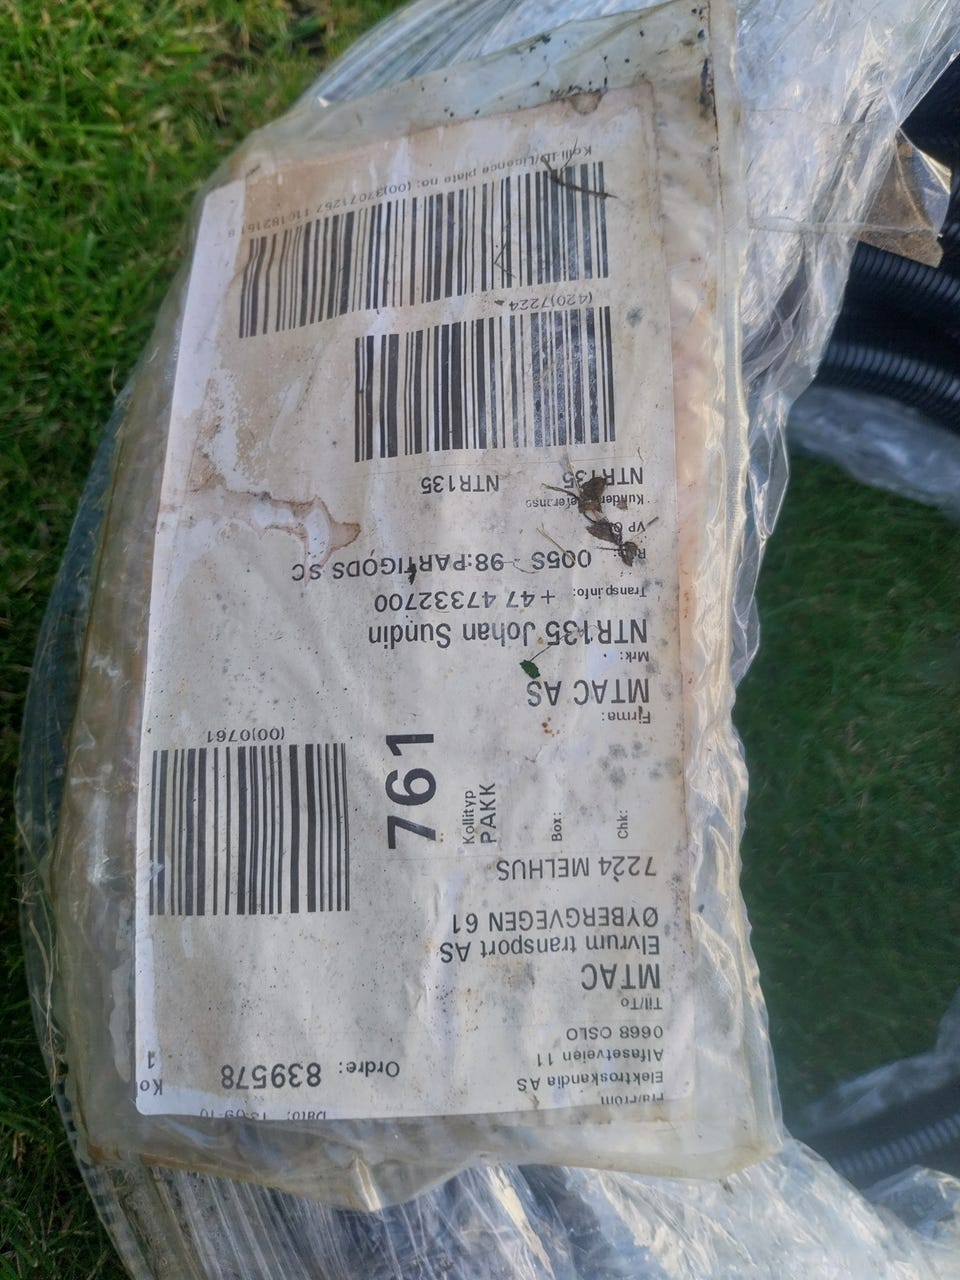 Fra/From
Elektroskandia AS
Alfasetveien 11
0668 OSLO
Dato:
Ordre: 839578
Til/To
MTAC
Elvrum transport AS
ØYBERGVEGEN 61
7224 MELHUS
Chk:
Box:
Kollityp
PAKK
761
(00)0761
Firma:
MTAC AS
Mrk:
NTR135 Johan Sundin
Transp.info: +47 47332700
005S - 98:PARTIGODS SC
NTR135 NTR135
(420)7224
Kolli ID/Licence plate no: